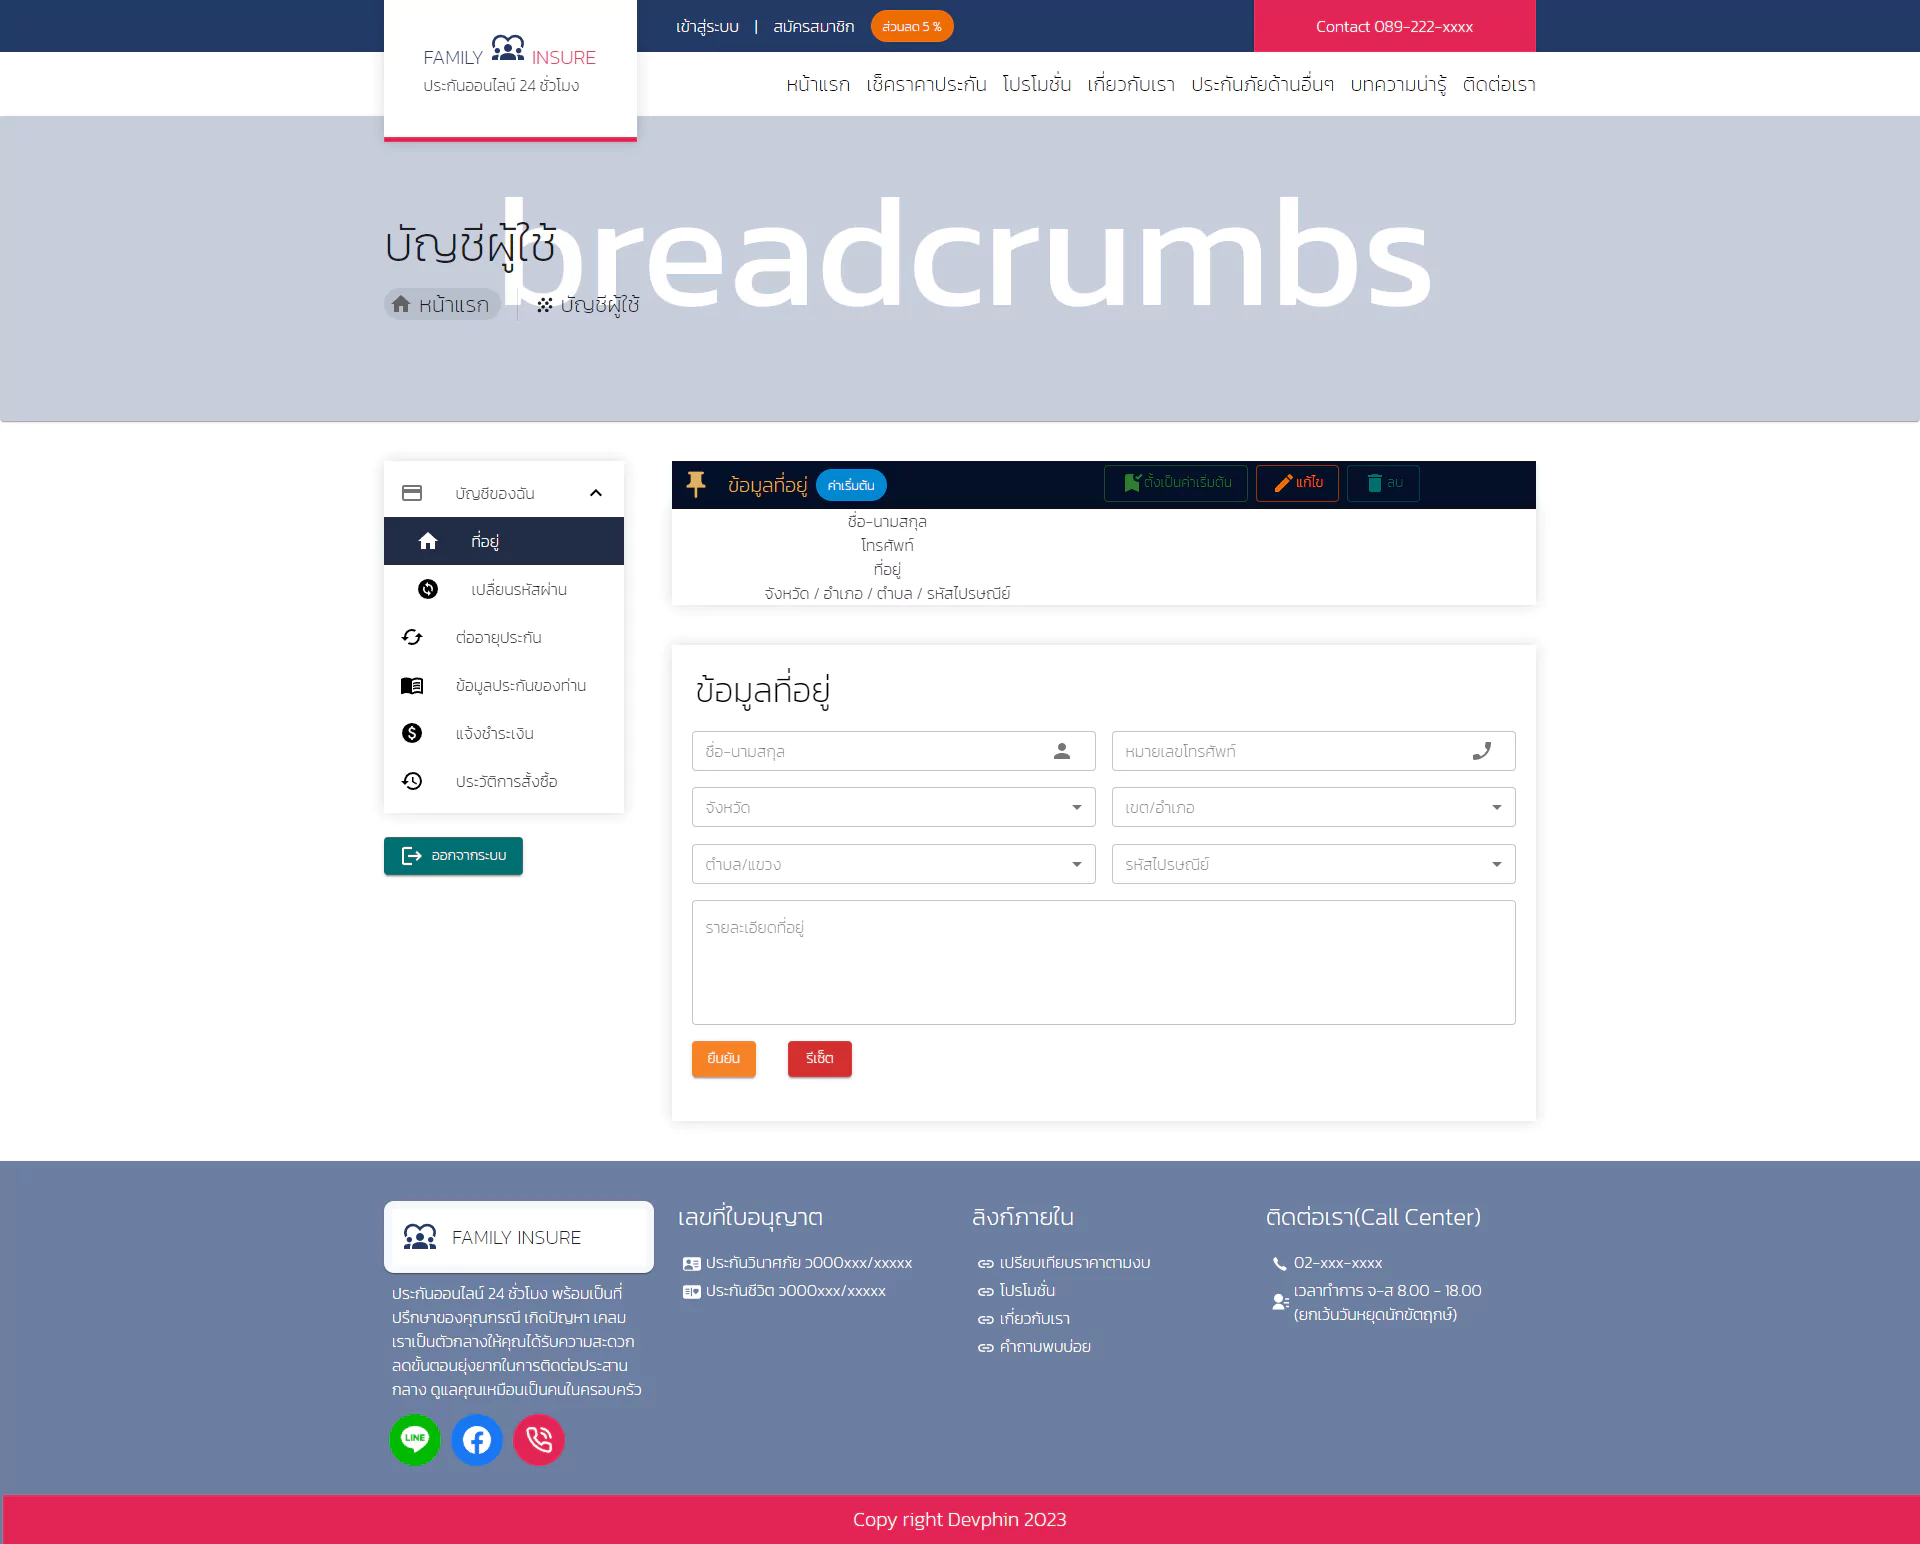 เข้าสู่ระบบ | สมัครสมาชิก ส่วนลด 5 % Contact 089-222-xxxx
FAMILY INSURE
ประกันออนไลน์ 24 ชั่วโมง
หน้าแรก เช็คราคาประกัน โปรโมชั่น เกี่ยวกับเรา ประกันภัยด้านอื่นๆ บทความน่ารู้ ติดต่อเรา
breadcrumbs
บัญชีผู้ใช้
หน้าแรก บัญชีผู้ใช้
บัญชีของฉัน
ที่อยู่
เปลี่ยนรหัสผ่าน
ต่ออายุประกัน
ข้อมูลประกันของท่าน
แจ้งชำระเงิน
ประวัติการสั่งซื้อ
ออกจากระบบ
ข้อมูลที่อยู่ ค่าเริ่มต้น ตั้งเป็นค่าเริ่มต้น แก้ไข ลบ
ชื่อ-นามสกุล
โทรศัพท์
ที่อยู่
จังหวัด / อำเภอ / ตำบล / รหัสไปรษณีย์
ข้อมูลที่อยู่
ชื่อ-นามสกุล หมายเลขโทรศัพท์
จังหวัด เขต/อำเภอ
ตำบล/แขวง รหัสไปรษณีย์
รายละเอียดที่อยู่
ยืนยัน รีเซ็ต
FAMILY INSURE
ประกันออนไลน์ 24 ชั่วโมง พร้อมเป็นที่
ปรึกษาของคุณกรณี เกิดปัญหา เคลม
เราเป็นตัวกลางให้คุณได้รับความสะดวก
ลดขั้นตอนยุ่งยากในการติดต่อประสาน
กลาง ดูแลคุณเหมือนเป็นคนในครอบครัว
LINE
เลขที่ใบอนุญาต
ประกันวินาศภัย ว000xxx/xxxxx
ประกันชีวิต ว000xxx/xxxxx
ลิงก์ภายใน
เปรียบเทียบราคาตามงบ
โปรโมชั่น
เกี่ยวกับเรา
คำถามพบบ่อย
ติดต่อเรา(Call Center)
02-xxx-xxxx
เวลาทำการ จ-ส 8.00 - 18.00
(ยกเว้นวันหยุดนักขัตฤกษ์)
Copy right Devphin 2023